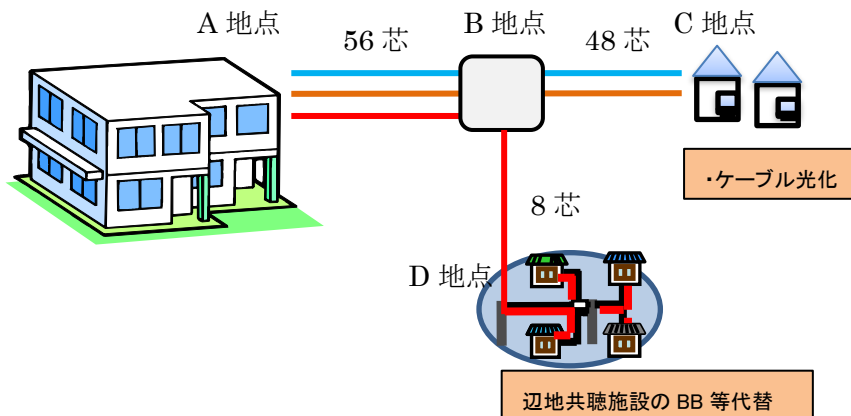 A 地点
56 芯
B 地点
48 芯
C 地点
・ケーブル光化
8 芯
D 地点
辺地共聴施設の BB 等代替